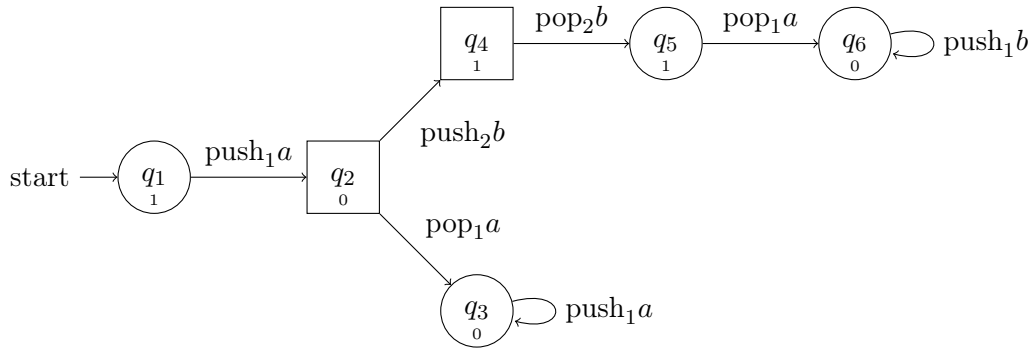 pop₂b pop₁a
q₄ q₅ q₆ push₁b
1 1 0
push₁a push₂b
start q₁ q₂
1 0
pop₁a
q₃ push₁a
0